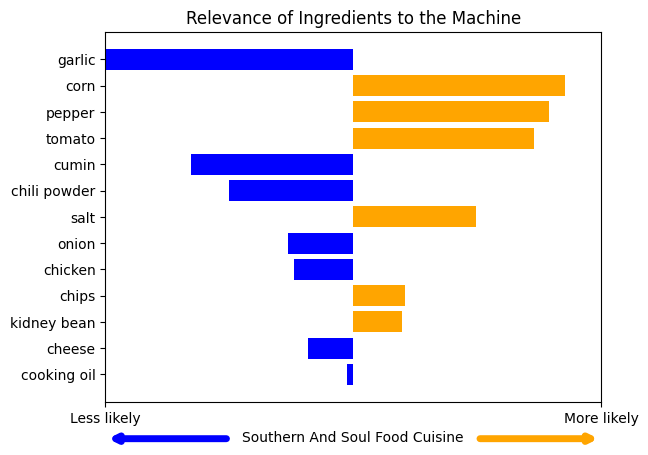 Relevance of Ingredients to the Machine
garlic
corn
pepper
tomato
cumin
chili powder
salt
onion
chicken
chips
kidney bean
cheese
cooking oil
Less likely More likely
Southern And Soul Food Cuisine